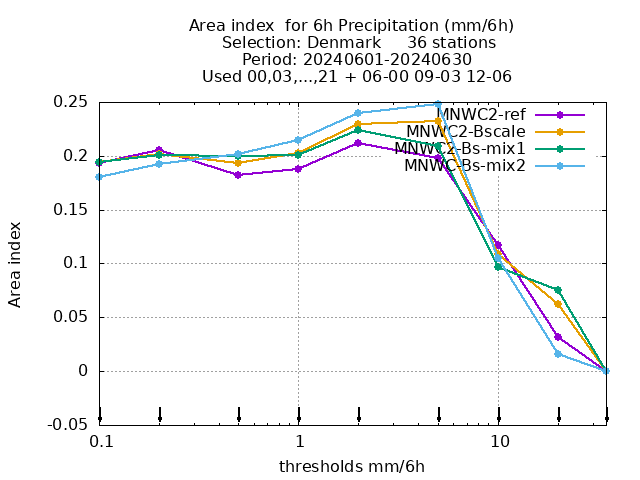 Area index  for 6h Precipitation (mm/6h)
Selection: Denmark     36 stations
Period: 20240601-20240630
Used 00,03,...,21 + 06-00 09-03 12-06
MNWC2-ref
MNWC2-Bscale
MNWC2-Bs-mix1
MNWC-Bs-mix2
Area index
0.25
0.2
0.15
0.1
0.05
0
-0.05
0.1
1
10
thresholds mm/6h